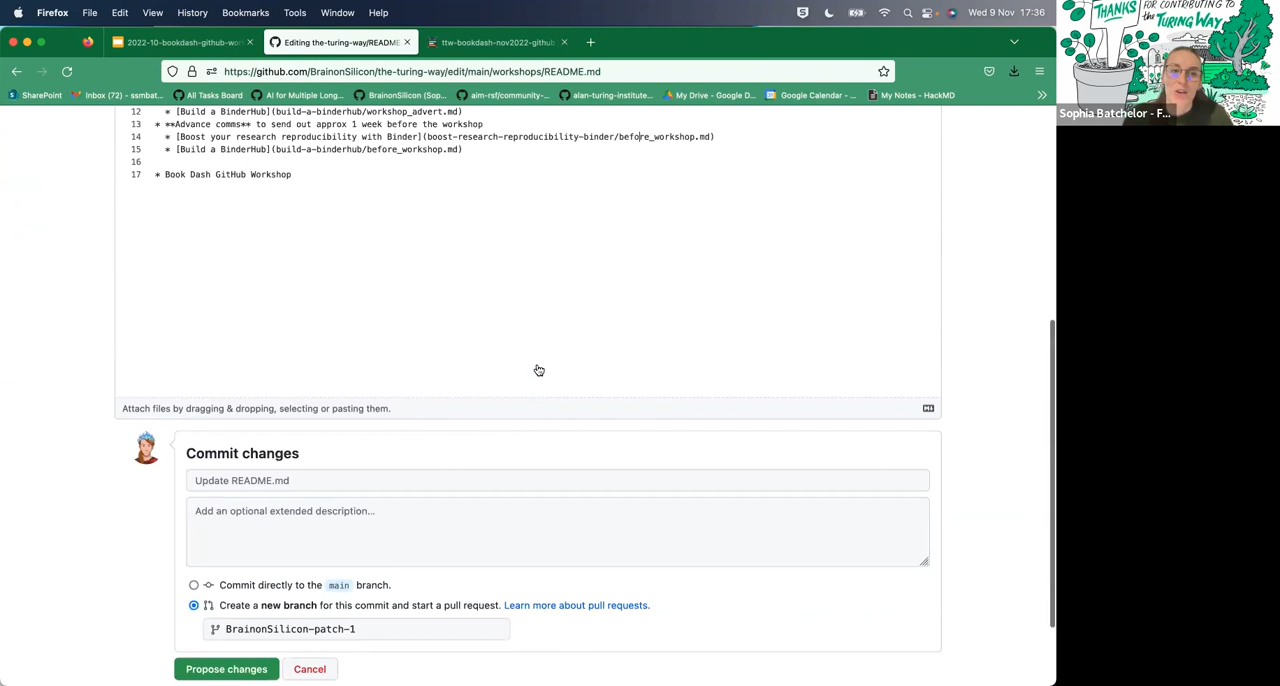 Firefox File Edit View History Bookmarks Tools Window Help Wed 9 Nov 17:36
2022-10-bookdash-github-wor Editing the-turing-way/README. ttw-bookdash-nov2022-github
https://github.com/BrainonSilicon/the-turing-way/edit/main/workshops/README.md
SharePoint Inbox (72) - ssmbat... All Tasks Board AI for Multiple Long... BrainonSilicon (Sop... aim-rsf/community-... alan-turing-institute... My Drive - Google D... Google Calendar - ... My Notes - HackMD
THANKS FOR CONTRIBUTING TO
the TURING WAY
Sophia Batchelor - F...
12 * [Build a BinderHub](build-a-binderhub/workshop_advert.md)
13 * **Advance comms** to send out approx 1 week before the workshop
14 * [Boost your research reproducibility with Binder](boost-research-reproducibility-binder/before_workshop.md)
15 * [Build a BinderHub](build-a-binderhub/before_workshop.md)
16
17 * Book Dash GitHub Workshop
Attach files by dragging & dropping, selecting or pasting them.
Commit changes
Update README.md
Add an optional extended description...
Commit directly to the main branch.
Create a new branch for this commit and start a pull request. Learn more about pull requests.
BrainonSilicon-patch-1
Propose changes Cancel